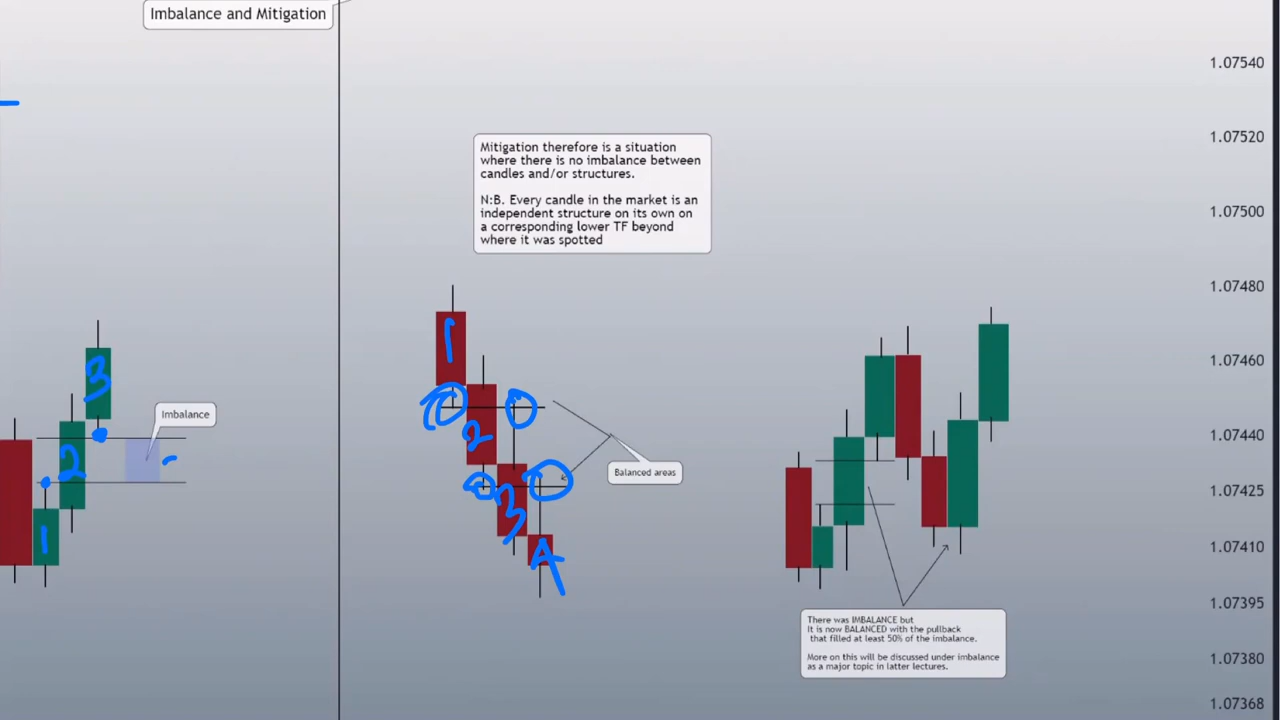 Imbalance and Mitigation
Mitigation therefore is a situation
where there is no imbalance between
candles and/or structures.
N:B. Every candle in the market is an
independent structure on its own on
a corresponding lower TF beyond
where it was spotted
1
2
3
Imbalance
1
2
3
4
Balanced areas
There was IMBALANCE but
It is now BALANCED with the pullback
that filled at least 50% of the imbalance.
More on this will be discussed under imbalance
as a major topic in latter lectures.
1.07540
1.07520
1.07500
1.07480
1.07460
1.07440
1.07425
1.07410
1.07395
1.07380
1.07368